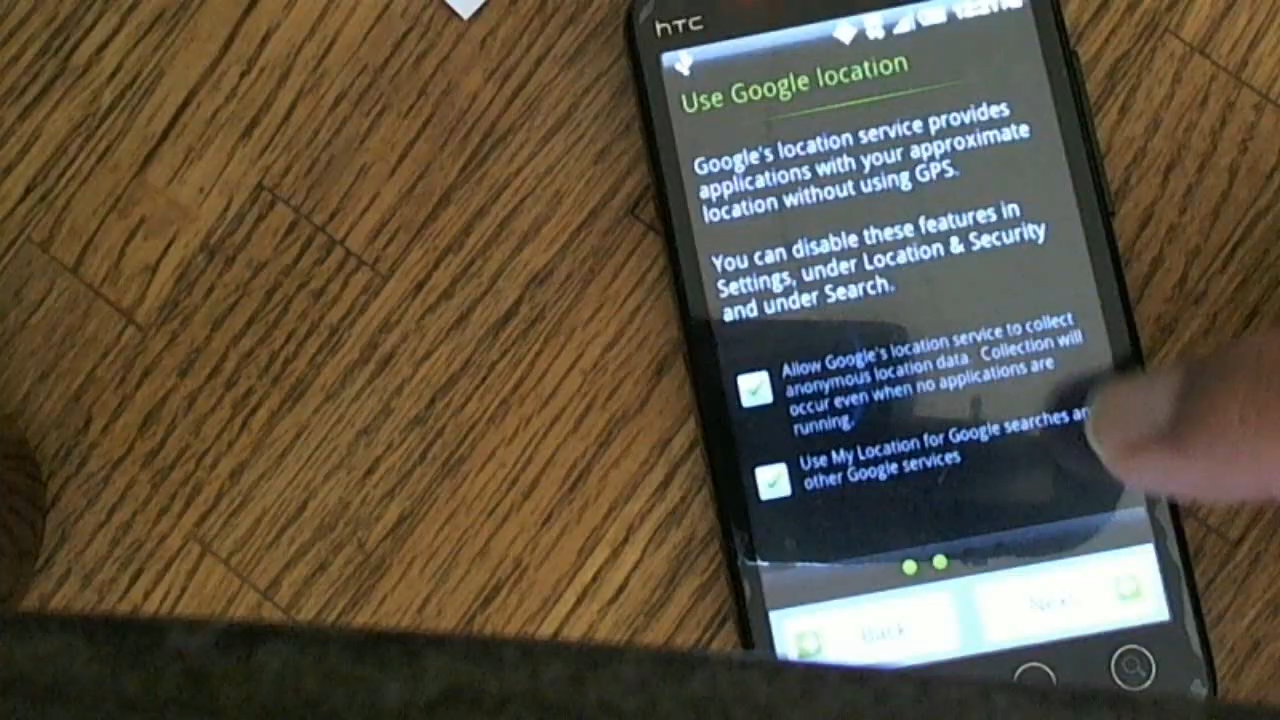 hTC
Use Google location
Google's location service provides
applications with your approximate
location without using GPS.
You can disable these features in
Settings, under Location & Security
and under Search.
Allow Google's location service to collect
anonymous location data. Collection will
occur even when no applications are
running.
Use My Location for Google searches an
other Google services
Back
Next